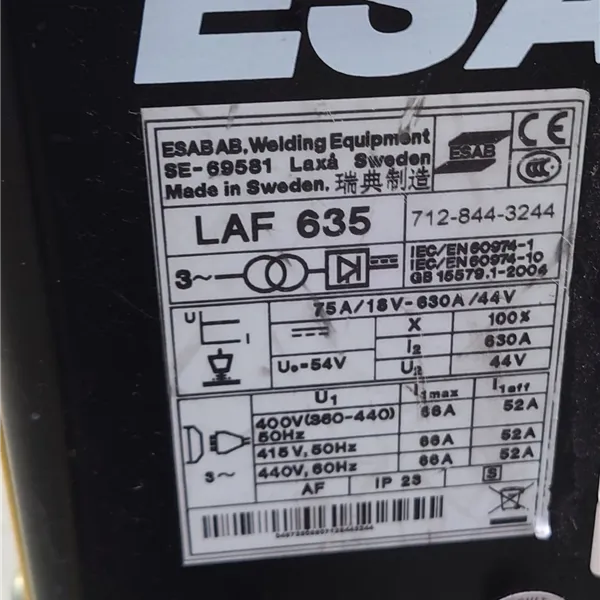 ESA
ESAB AB, Welding Equipment
SE-69581 Laxå Sweden
Made in Sweden. 瑞典制造
ESAB
CE
CCC
LAF 635
712-844-3244
3~
IEC/EN 60974-1
IEC/EN 60974-10
GB 15579.1-2004
75A/18V-630A/44V
U
I
U₀=54V
X 100%
I₂ 630A
U₂ 44V
U₁ I₁max I₁eff
400V(360-440) 50Hz 66A 52A
415V, 50Hz 66A 52A
440V, 60Hz 66A 52A
3~
AF IP 23 S